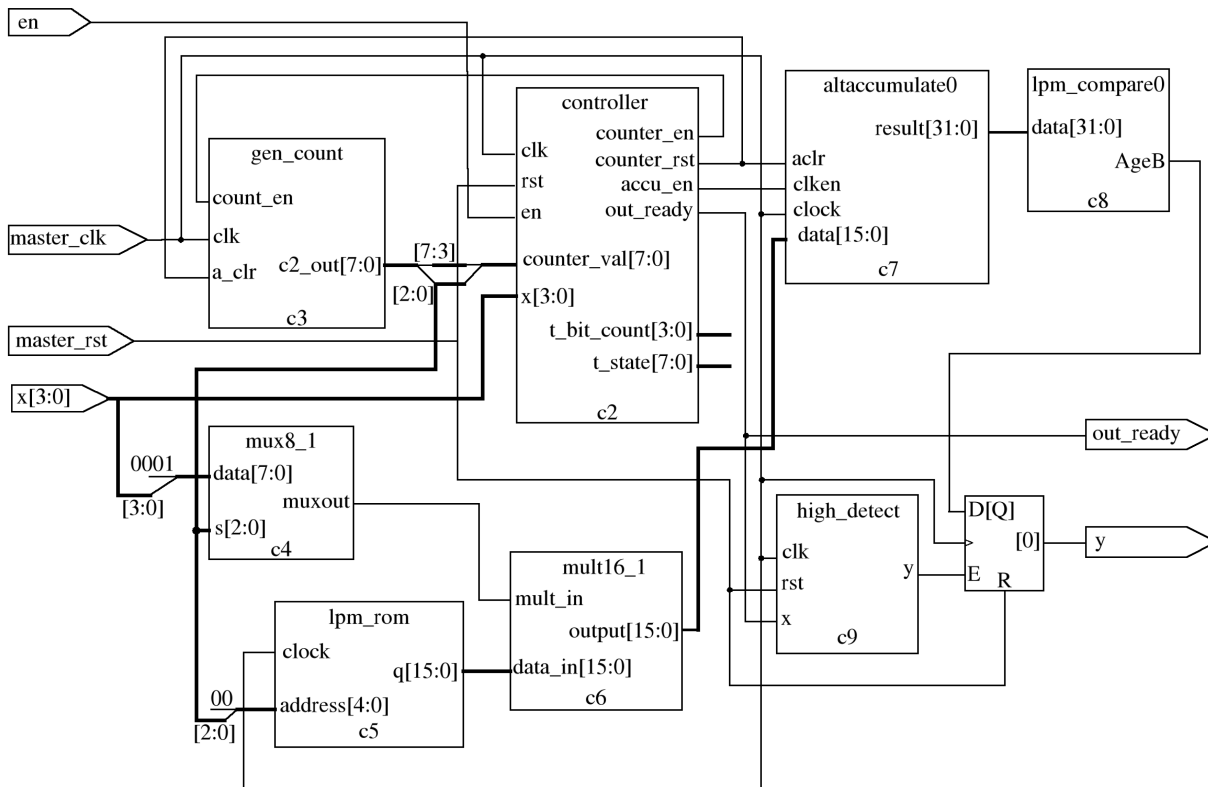 en
controller
counter_en
clk
counter_rst
rst
accu_en
en
out_ready
counter_val[7:0]
x[3:0]
t_bit_count[3:0]
t_state[7:0]
c2
altaccumulate0
result[31:0]
aclr
clken
clock
data[15:0]
c7
lpm_compare0
data[31:0]
AgeB
c8
gen_count
count_en
clk
a_clr
c2_out[7:0]
c3
[7:3]
[2:0]
master_clk
master_rst
x[3:0]
out_ready
0001
[3:0]
mux8_1
data[7:0]
muxout
s[2:0]
c4
high_detect
clk
rst
y
x
c9
D[Q]
[0]
E
R
y
mult16_1
mult_in
output[15:0]
data_in[15:0]
c6
lpm_rom
clock
q[15:0]
address[4:0]
c5
00
[2:0]